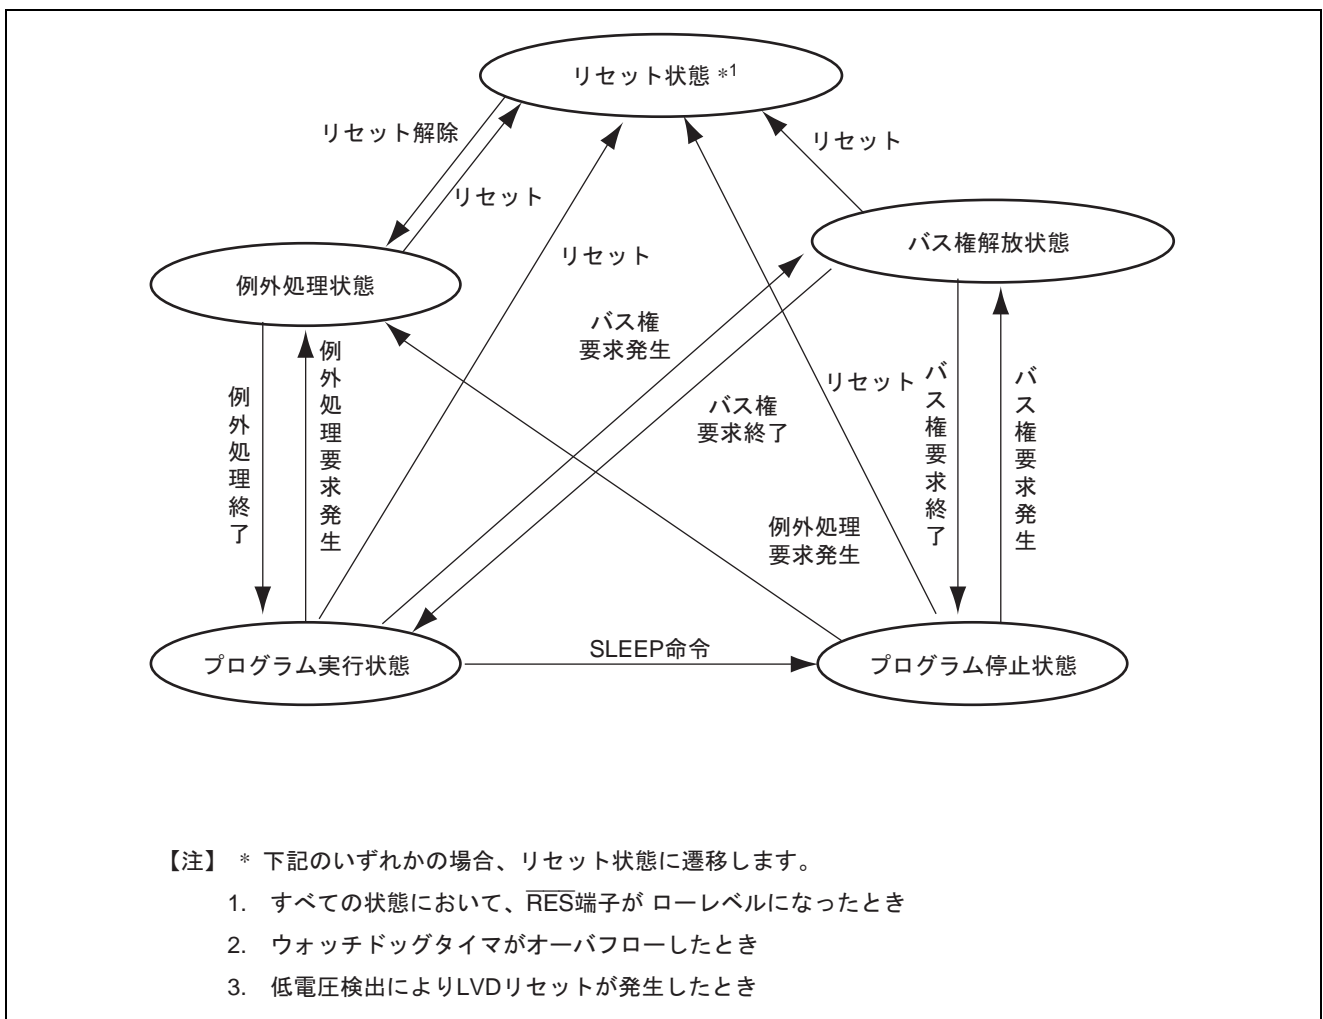 リセット状態 *1
リセット解除
リセット
リセット
バス権解放状態
例外処理状態
リセット
バス権
要求発生
例外処理要求発生
リセット
バス権要求終了
バス権要求発生
例外処理終了
バス権
要求終了
例外処理
要求発生
SLEEP命令
プログラム実行状態
プログラム停止状態
【注】 * 下記のいずれかの場合、リセット状態に遷移します。
1. すべての状態において、RES端子が ローレベルになったとき
2. ウォッチドッグタイマがオーバフローしたとき
3. 低電圧検出によりLVDリセットが発生したとき